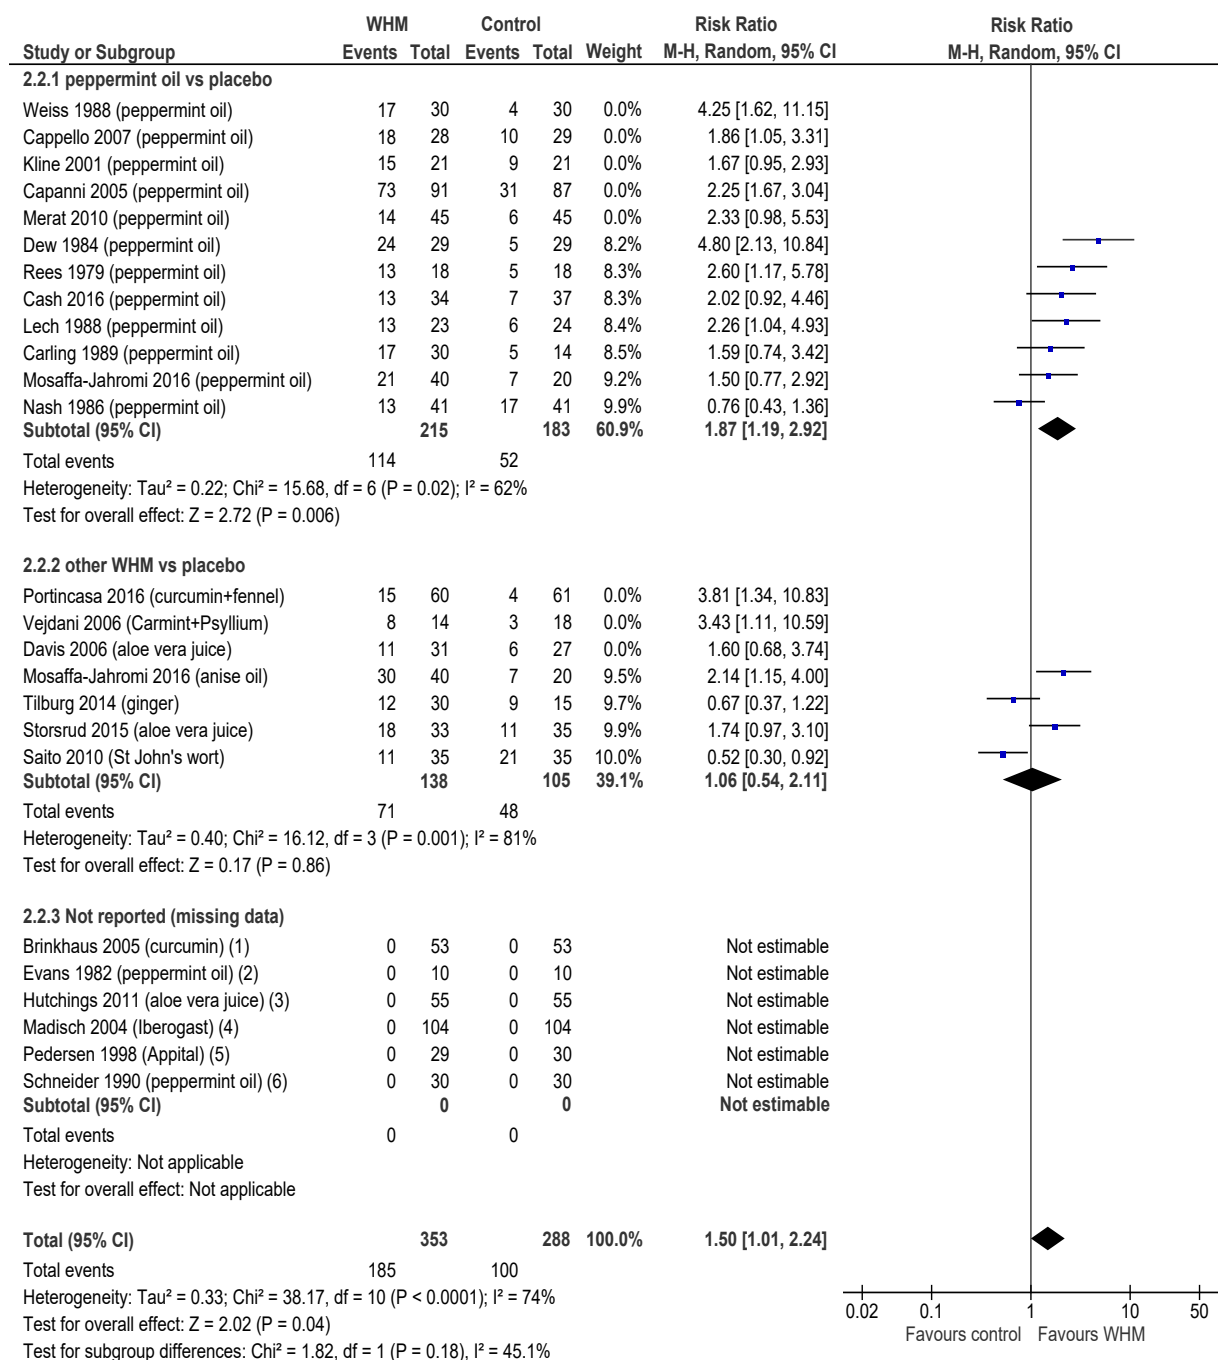 WHM Control Risk Ratio Risk Ratio
Study or Subgroup Events Total Events Total Weight M-H, Random, 95% CI M-H, Random, 95% CI
2.2.1 peppermint oil vs placebo
Weiss 1988 (peppermint oil) 17 30 4 30 0.0% 4.25 [1.62, 11.15]
Cappello 2007 (peppermint oil) 18 28 10 29 0.0% 1.86 [1.05, 3.31]
Kline 2001 (peppermint oil) 15 21 9 21 0.0% 1.67 [0.95, 2.93]
Capanni 2005 (peppermint oil) 73 91 31 87 0.0% 2.25 [1.67, 3.04]
Merat 2010 (peppermint oil) 14 45 6 45 0.0% 2.33 [0.98, 5.53]
Dew 1984 (peppermint oil) 24 29 5 29 8.2% 4.80 [2.13, 10.84]
Rees 1979 (peppermint oil) 13 18 5 18 8.3% 2.60 [1.17, 5.78]
Cash 2016 (peppermint oil) 13 34 7 37 8.3% 2.02 [0.92, 4.46]
Lech 1988 (peppermint oil) 13 23 6 24 8.4% 2.26 [1.04, 4.93]
Carling 1989 (peppermint oil) 17 30 5 14 8.5% 1.59 [0.74, 3.42]
Mosaffa-Jahromi 2016 (peppermint oil) 21 40 7 20 9.2% 1.50 [0.77, 2.92]
Nash 1986 (peppermint oil) 13 41 17 41 9.9% 0.76 [0.43, 1.36]
Subtotal (95% CI) 215 183 60.9% 1.87 [1.19, 2.92]
Total events 114 52
Heterogeneity: Tau² = 0.22; Chi² = 15.68, df = 6 (P = 0.02); I² = 62%
Test for overall effect: Z = 2.72 (P = 0.006)
2.2.2 other WHM vs placebo
Portincasa 2016 (curcumin+fennel) 15 60 4 61 0.0% 3.81 [1.34, 10.83]
Vejdani 2006 (Carmint+Psyllium) 8 14 3 18 0.0% 3.43 [1.11, 10.59]
Davis 2006 (aloe vera juice) 11 31 6 27 0.0% 1.60 [0.68, 3.74]
Mosaffa-Jahromi 2016 (anise oil) 30 40 7 20 9.5% 2.14 [1.15, 4.00]
Tilburg 2014 (ginger) 12 30 9 15 9.7% 0.67 [0.37, 1.22]
Storsrud 2015 (aloe vera juice) 18 33 11 35 9.9% 1.74 [0.97, 3.10]
Saito 2010 (St John's wort) 11 35 21 35 10.0% 0.52 [0.30, 0.92]
Subtotal (95% CI) 138 105 39.1% 1.06 [0.54, 2.11]
Total events 71 48
Heterogeneity: Tau² = 0.40; Chi² = 16.12, df = 3 (P = 0.001); I² = 81%
Test for overall effect: Z = 0.17 (P = 0.86)
2.2.3 Not reported (missing data)
Brinkhaus 2005 (curcumin) (1) 0 53 0 53 Not estimable
Evans 1982 (peppermint oil) (2) 0 10 0 10 Not estimable
Hutchings 2011 (aloe vera juice) (3) 0 55 0 55 Not estimable
Madisch 2004 (Iberogast) (4) 0 104 0 104 Not estimable
Pedersen 1998 (Appital) (5) 0 29 0 30 Not estimable
Schneider 1990 (peppermint oil) (6) 0 30 0 30 Not estimable
Subtotal (95% CI) 0 0 Not estimable
Total events 0 0
Heterogeneity: Not applicable
Test for overall effect: Not applicable
Total (95% CI) 353 288 100.0% 1.50 [1.01, 2.24]
Total events 185 100
Heterogeneity: Tau² = 0.33; Chi² = 38.17, df = 10 (P < 0.0001); I² = 74%
Test for overall effect: Z = 2.02 (P = 0.04)
Test for subgroup differences: Chi² = 1.82, df = 1 (P = 0.18), I² = 45.1%
0.02 0.1 1 10 50
Favours control Favours WHM